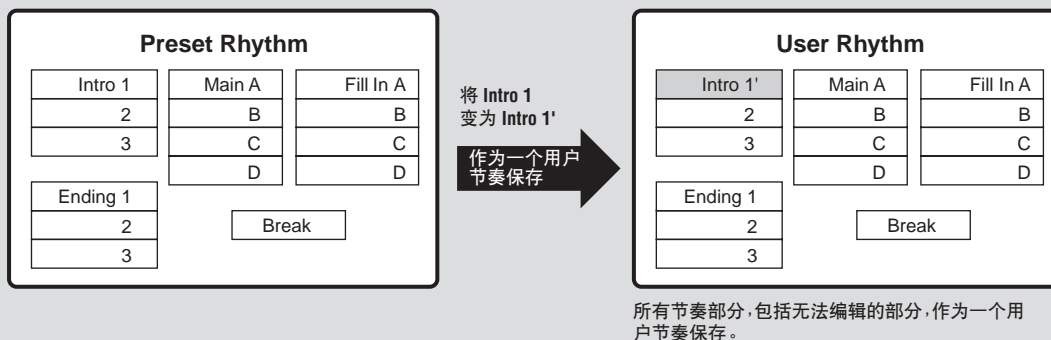 Preset Rhythm
Intro 1
2
3
Main A
B
C
D
Fill In A
B
C
D
Ending 1
2
3
Break
将 Intro 1
变为 Intro 1'
作为一个用户
节奏保存
User Rhythm
Intro 1'
2
3
Main A
B
C
D
Fill In A
B
C
D
Ending 1
2
3
Break
所有节奏部分，包括无法编辑的部分，作为一个用
户节奏保存。